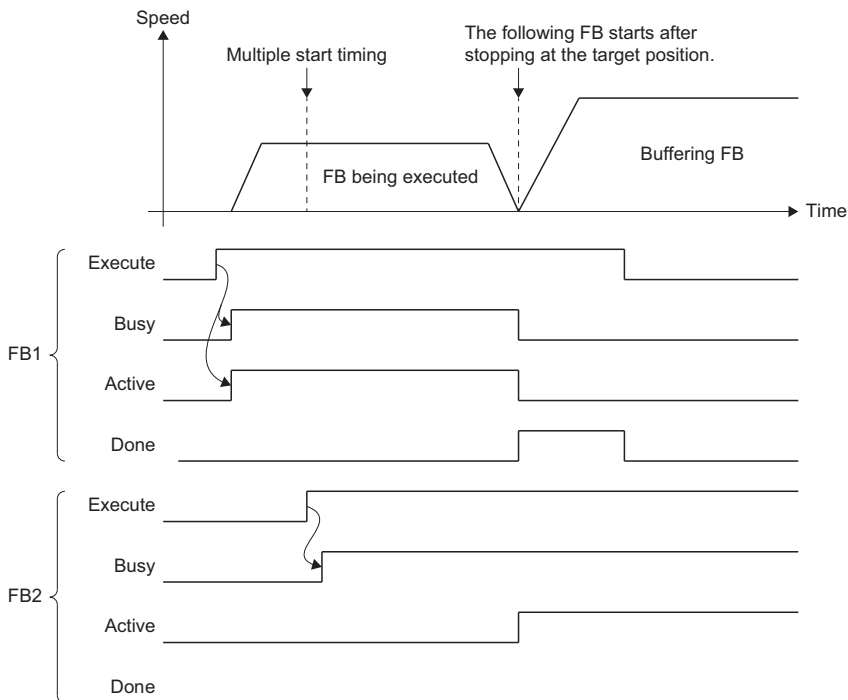 Speed
Multiple start timing
The following FB starts after
stopping at the target position.
FB being executed
Buffering FB
Time
FB1
Execute
Busy
Active
Done
FB2
Execute
Busy
Active
Done